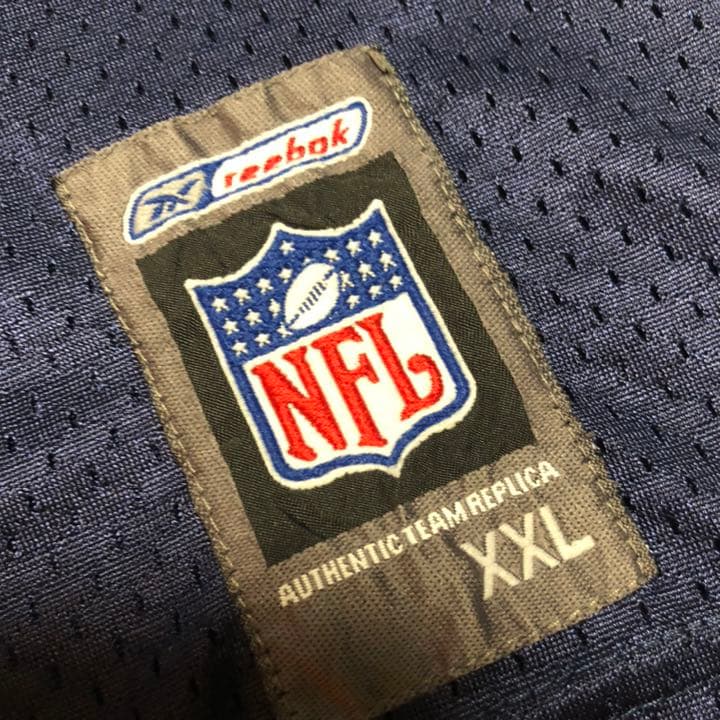 reebok
NFL
AUTHENTIC TEAM REPLICA
XXL